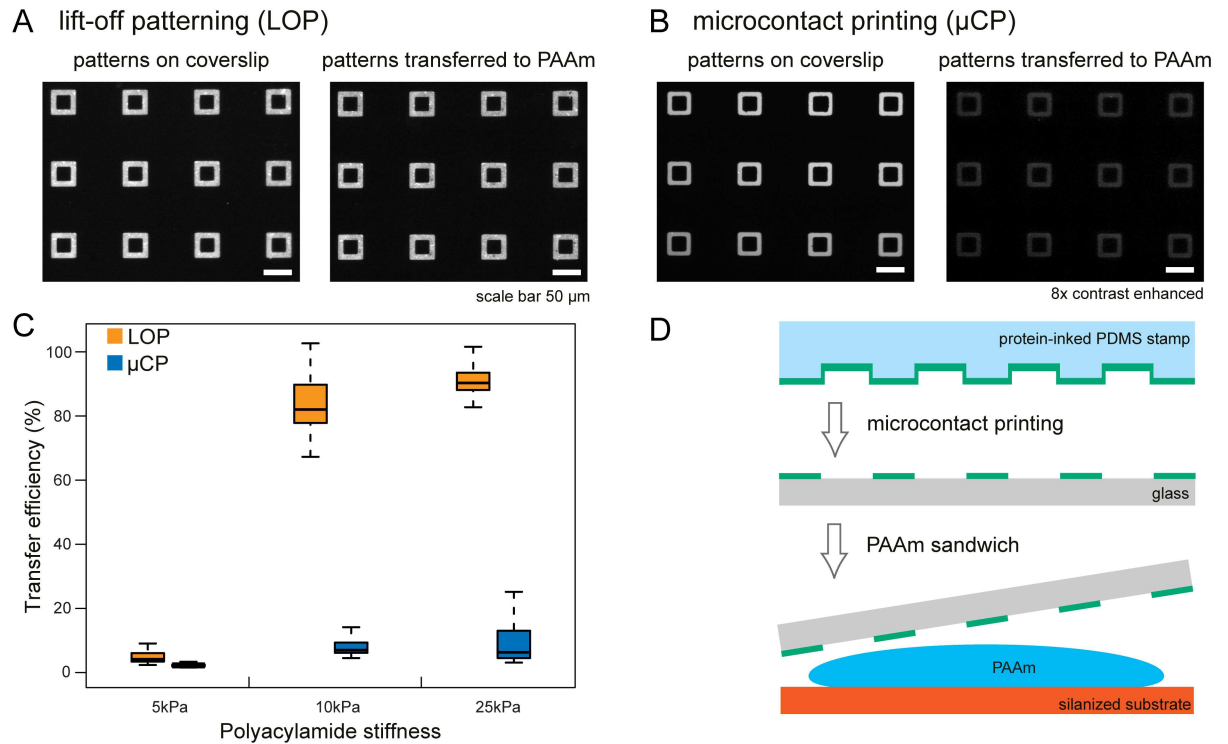 A lift-off patterning (LOP)
patterns on coverslip
patterns transferred to PAAm
scale bar 50 µm
B microcontact printing (µCP)
patterns on coverslip
patterns transferred to PAAm
8x contrast enhanced
C
LOP
µCP
Transfer efficiency (%)
100
80
60
40
20
0
5kPa
10kPa
25kPa
Polyacylamide stiffness
D
protein-inked PDMS stamp
microcontact printing
glass
PAAm sandwich
PAAm
silanized substrate